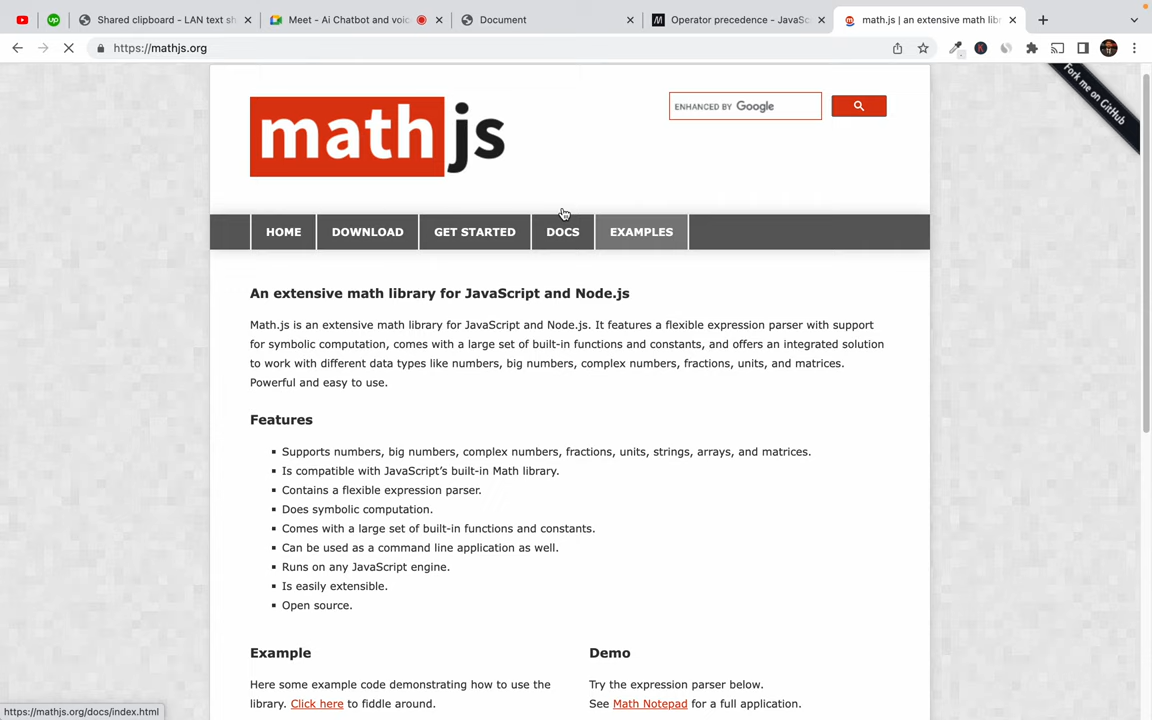 Shared clipboard - LAN text sh
Meet - Ai Chatbot and voic
Document
Operator precedence - JavaSc
math.js | an extensive math libr
https://mathjs.org
Fork me on GitHub
mathjs
ENHANCED BY Google
HOME
DOWNLOAD
GET STARTED
DOCS
EXAMPLES
An extensive math library for JavaScript and Node.js
Math.js is an extensive math library for JavaScript and Node.js. It features a flexible expression parser with support
for symbolic computation, comes with a large set of built-in functions and constants, and offers an integrated solution
to work with different data types like numbers, big numbers, complex numbers, fractions, units, and matrices.
Powerful and easy to use.
Features
Supports numbers, big numbers, complex numbers, fractions, units, strings, arrays, and matrices.
Is compatible with JavaScript's built-in Math library.
Contains a flexible expression parser.
Does symbolic computation.
Comes with a large set of built-in functions and constants.
Can be used as a command line application as well.
Runs on any JavaScript engine.
Is easily extensible.
Open source.
Example
Here some example code demonstrating how to use the
library. Click here to fiddle around.
Demo
Try the expression parser below.
See Math Notepad for a full application.
https://mathjs.org/docs/index.html